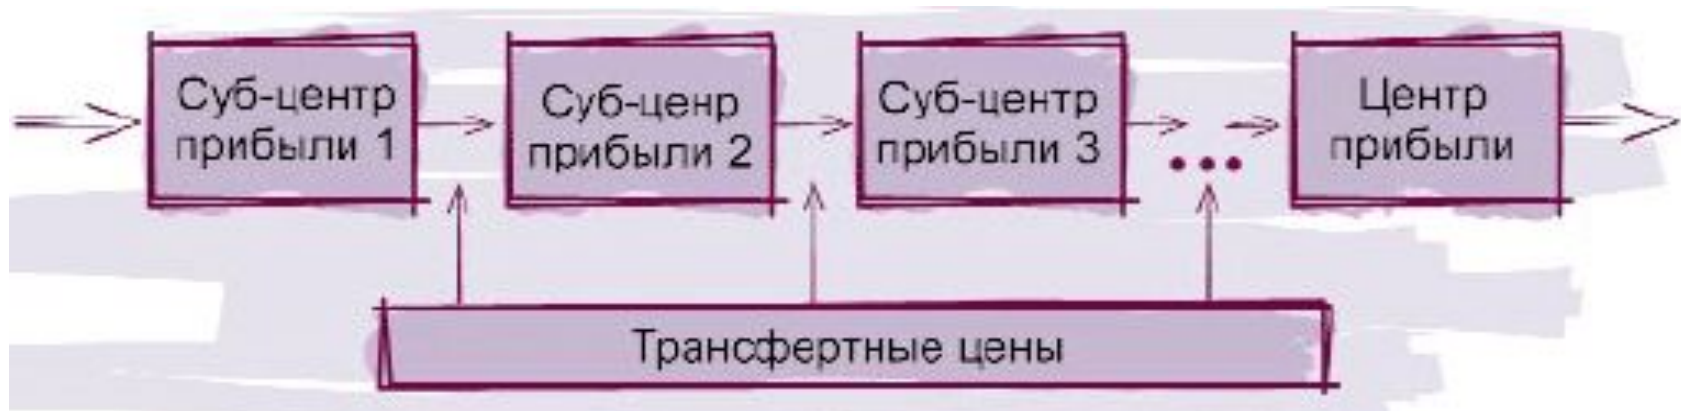 Суб-центр
прибыли 1
Суб-ценр
прибыли 2
Суб-центр
прибыли 3
...
Центр
прибыли
Трансфертные цены